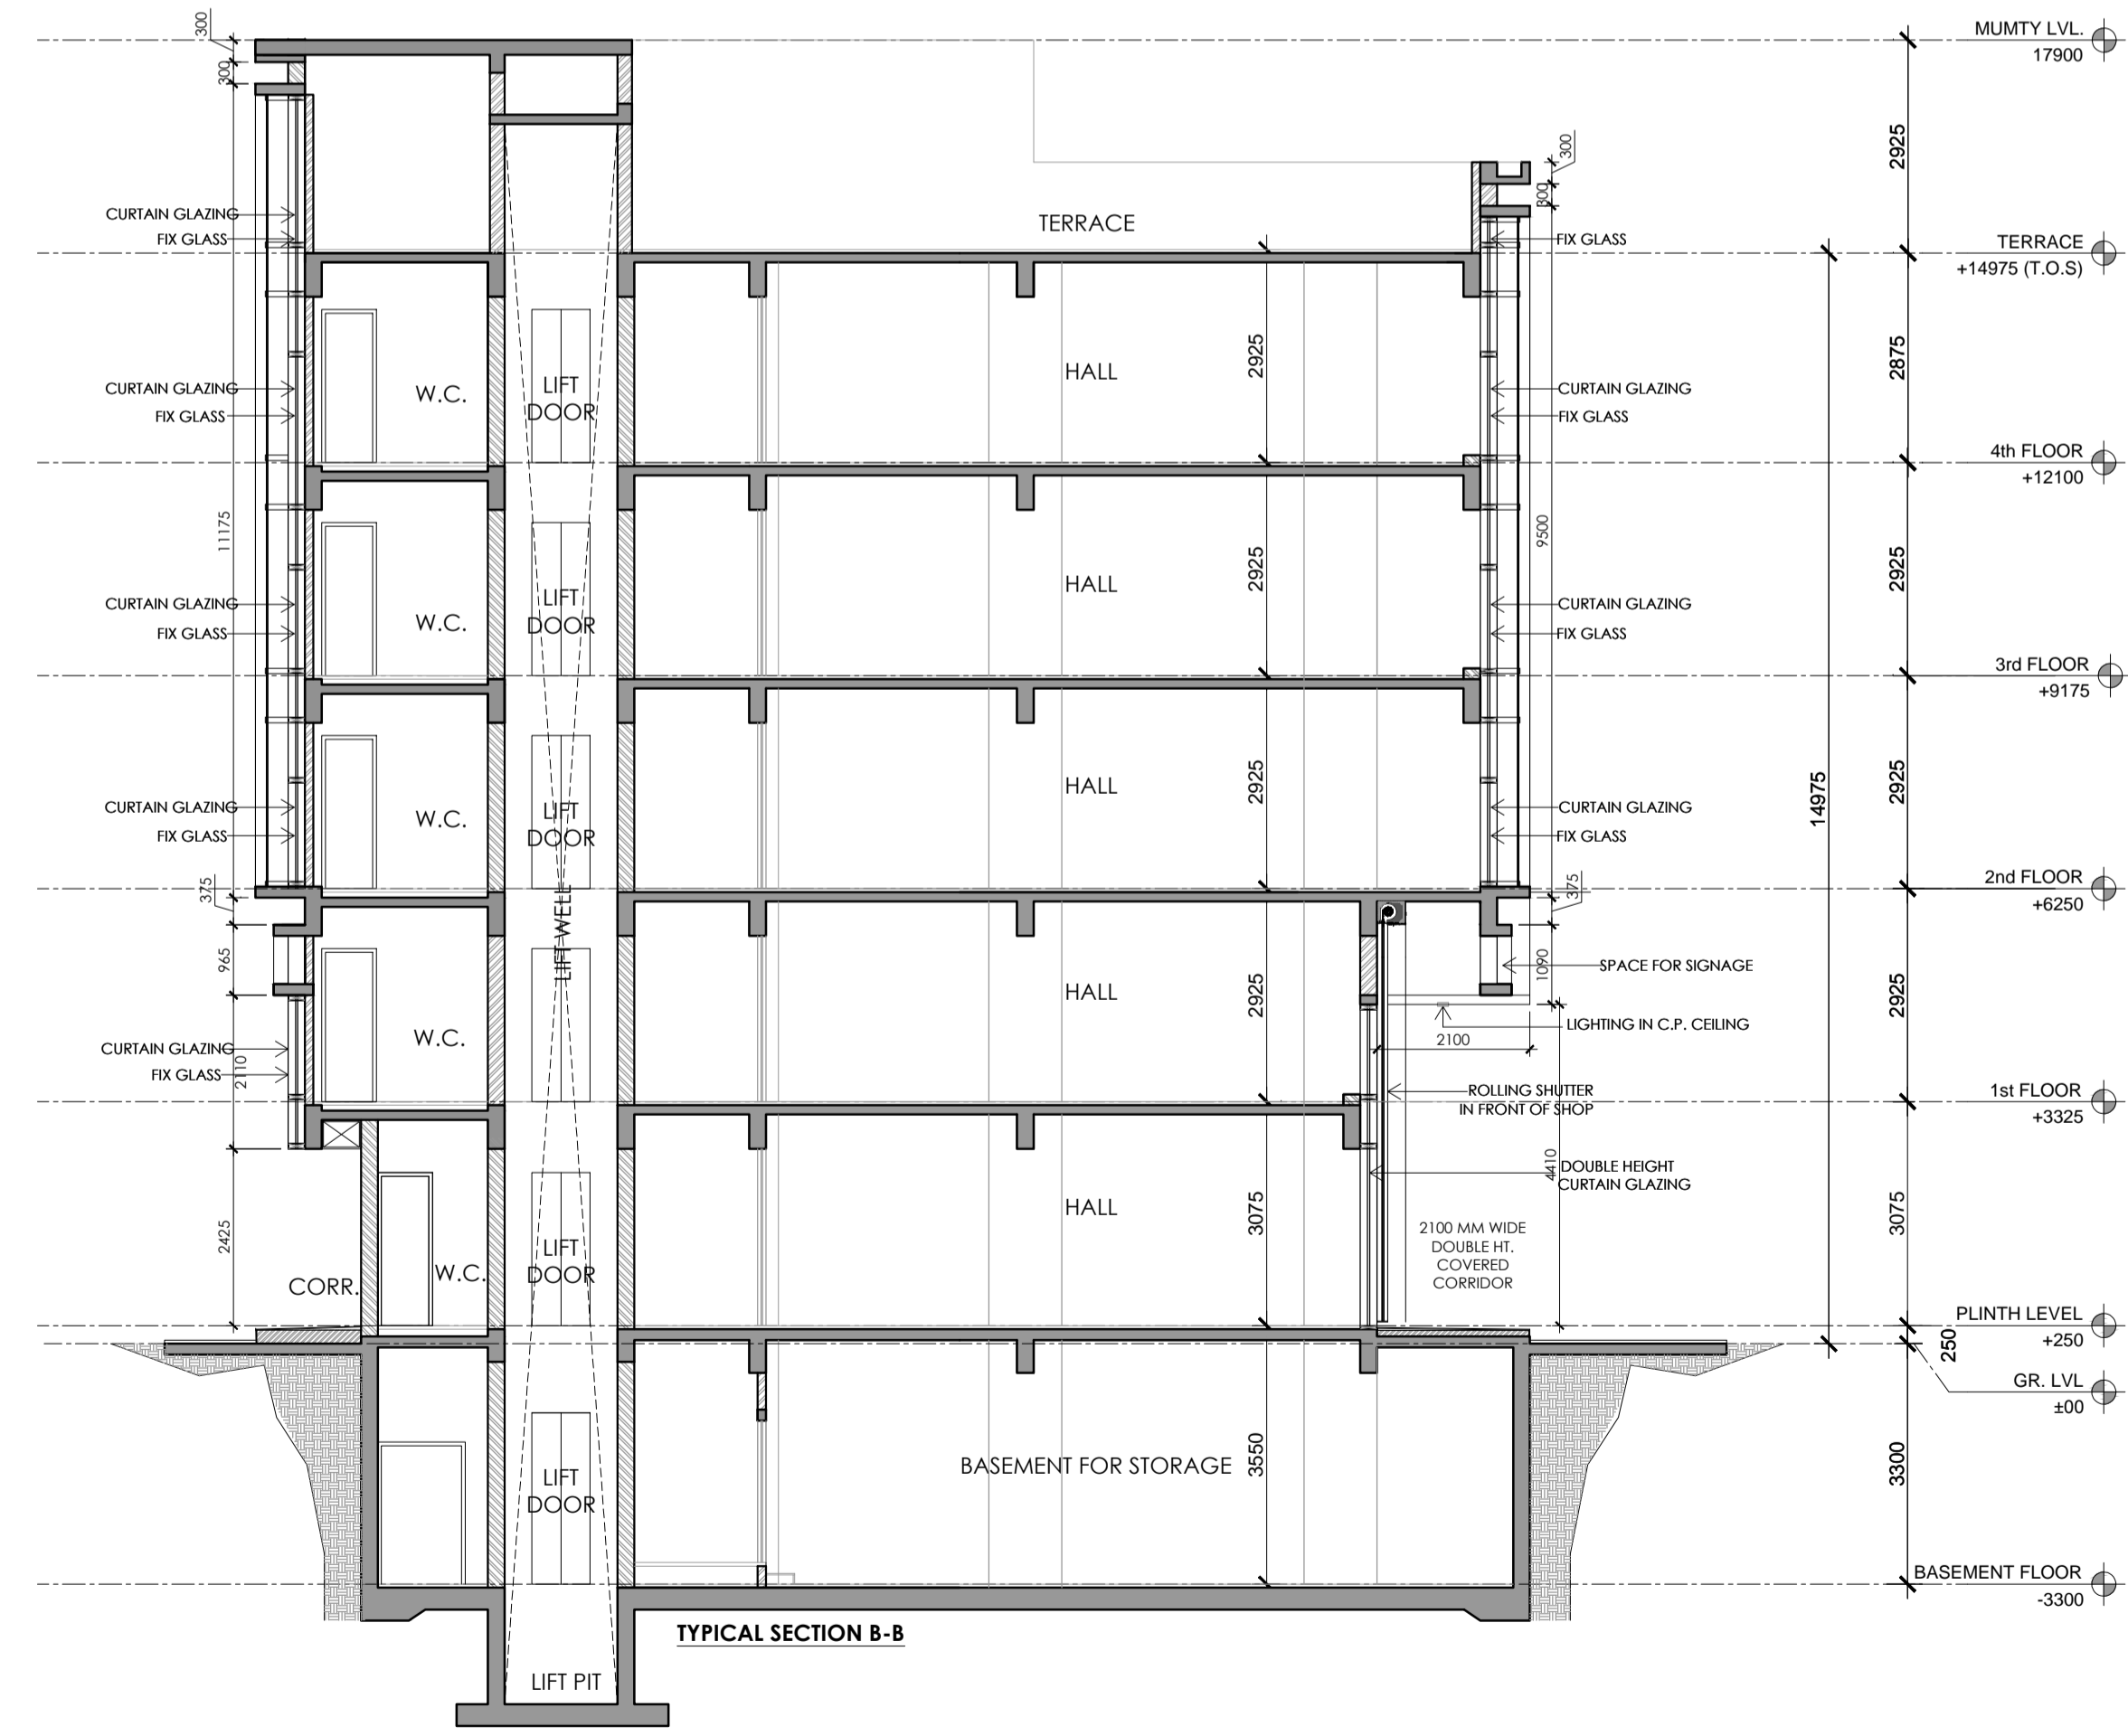 300
MUMTY LVL.
17900
300
2925
300
300
CURTAIN GLAZING
FIX GLASS
TERRACE
FIX GLASS
TERRACE
+14975 (T.O.S)
2925
2875
HALL
CURTAIN GLAZING
FIX GLASS
W.C.
LIFT
DOOR
CURTAIN GLAZING
FIX GLASS
4th FLOOR
+12100
11175
9500
2925
2925
HALL
CURTAIN GLAZING
FIX GLASS
W.C.
LIFT
DOOR
CURTAIN GLAZING
FIX GLASS
3rd FLOOR
+9175
2925
14975
2925
HALL
CURTAIN GLAZING
FIX GLASS
W.C.
LIFT
DOOR
CURTAIN GLAZING
FIX GLASS
375
375
2nd FLOOR
+6250
LIFT WELL
965
1090
SPACE FOR SIGNAGE
HALL
2925
2925
LIGHTING IN C.P. CEILING
2100
W.C.
CURTAIN GLAZING
FIX GLASS
2110
ROLLING SHUTTER
IN FRONT OF SHOP
1st FLOOR
+3325
4410
DOUBLE HEIGHT
CURTAIN GLAZING
HALL
3075
3075
2425
2100 MM WIDE
DOUBLE HT.
COVERED
CORRIDOR
CORR.
W.C.
LIFT
DOOR
PLINTH LEVEL
+250
250
GR. LVL
±00
BASEMENT FOR STORAGE
3550
3300
LIFT
DOOR
BASEMENT FLOOR
-3300
TYPICAL SECTION B-B
LIFT PIT